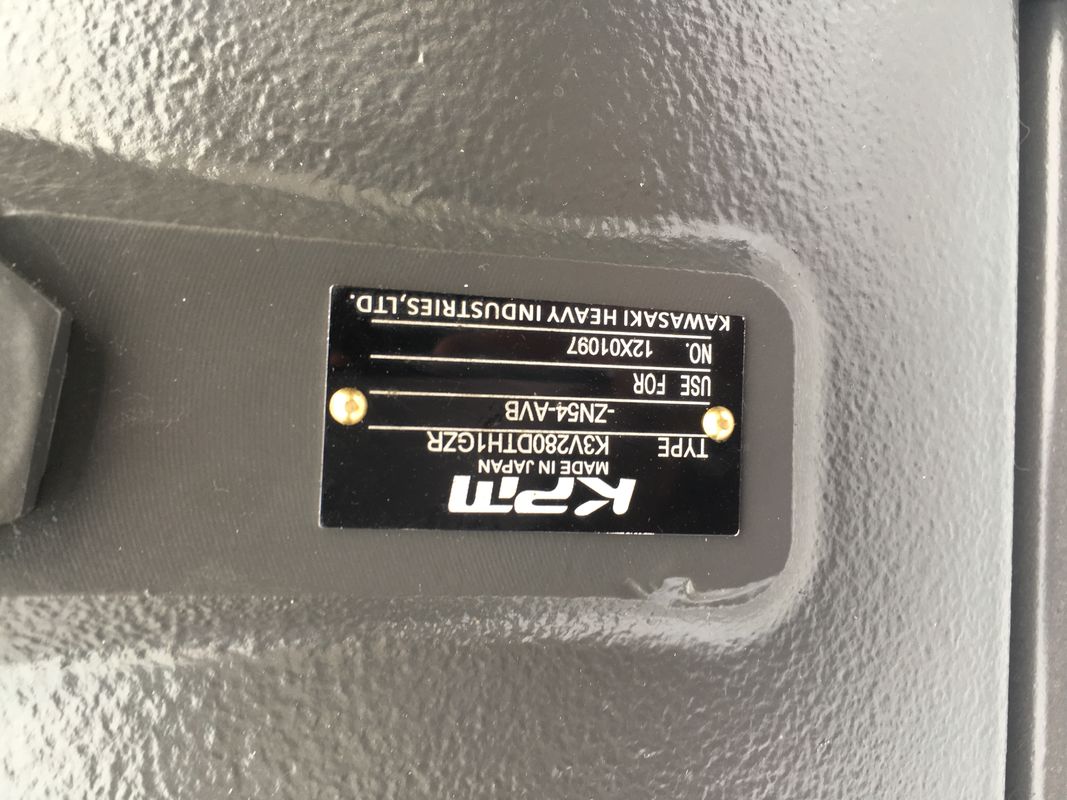 KPM
MADE IN JAPAN
TYPE K3V280DTH1GZR
-ZN54-AVB
USE FOR
NO. 12X01097
KAWASAKI HEAVY INDUSTRIES,LTD.